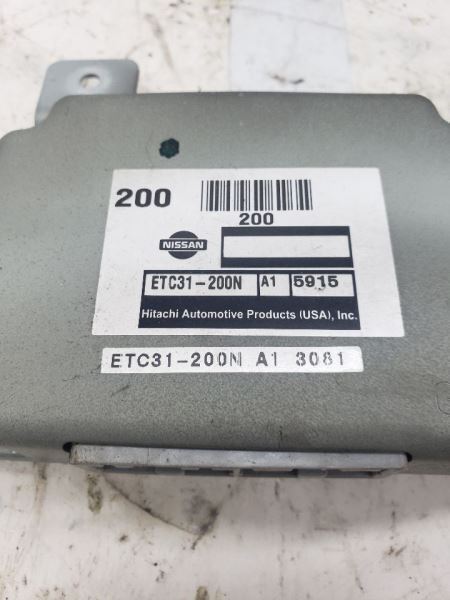 200
200
NISSAN
ETC31-200N A1 5915
Hitachi Automotive Products (USA), Inc.
ETC31-200N A1 3081